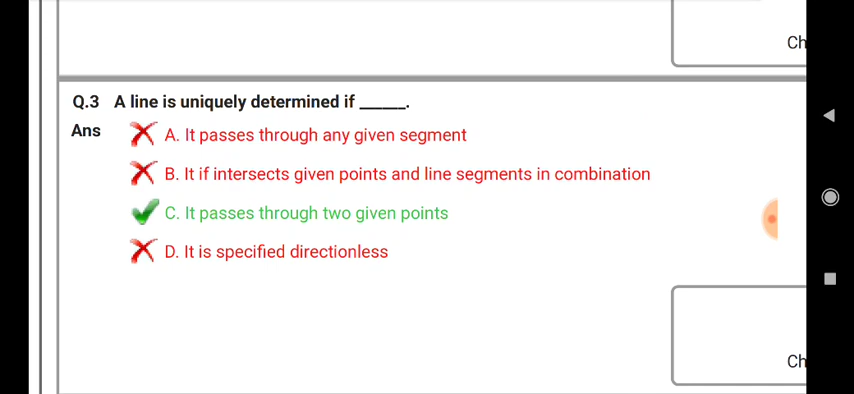 Ch
Q.3 A line is uniquely determined if ______.
Ans
A. It passes through any given segment
B. It if intersects given points and line segments in combination
C. It passes through two given points
D. It is specified directionless
Ch